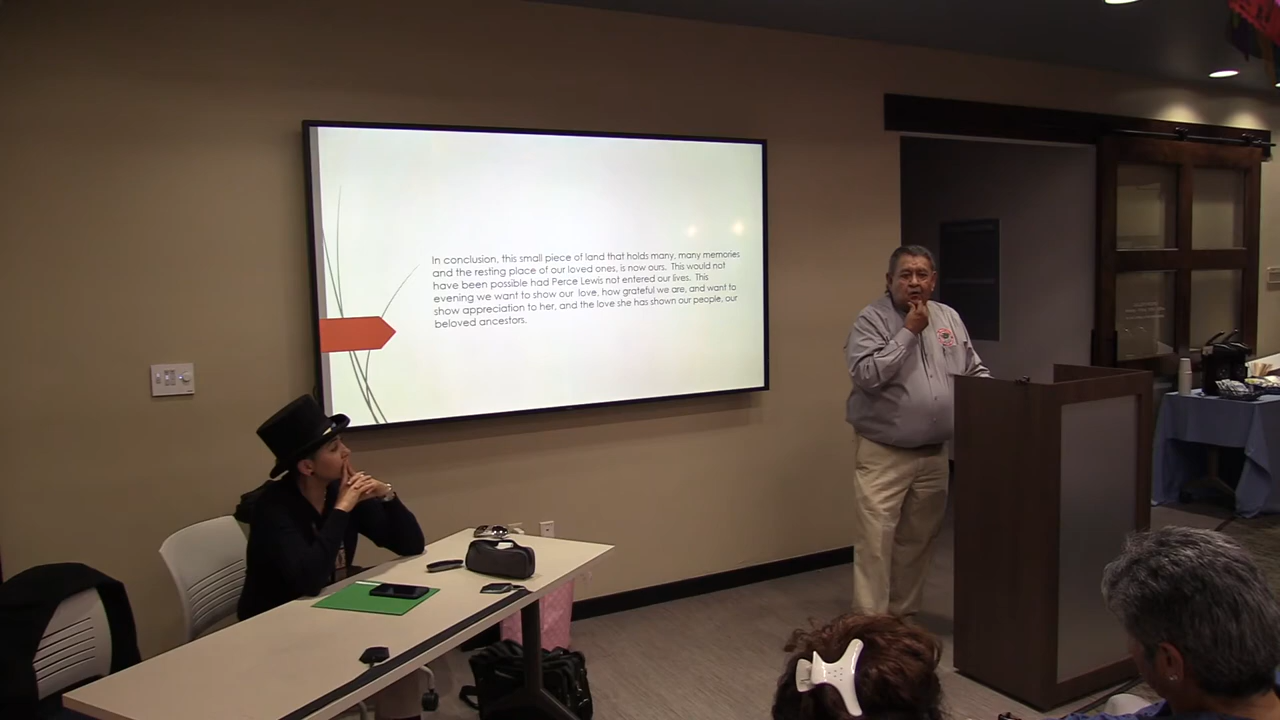 In conclusion, this small piece of land that holds many, many memories
and the resting place of our loved ones, is now ours. This would not
have been possible had Perce Lewis not entered our lives. This
evening we want to show our love, how grateful we are, and want to
show appreciation to her, and the love she has shown our people, our
beloved ancestors.